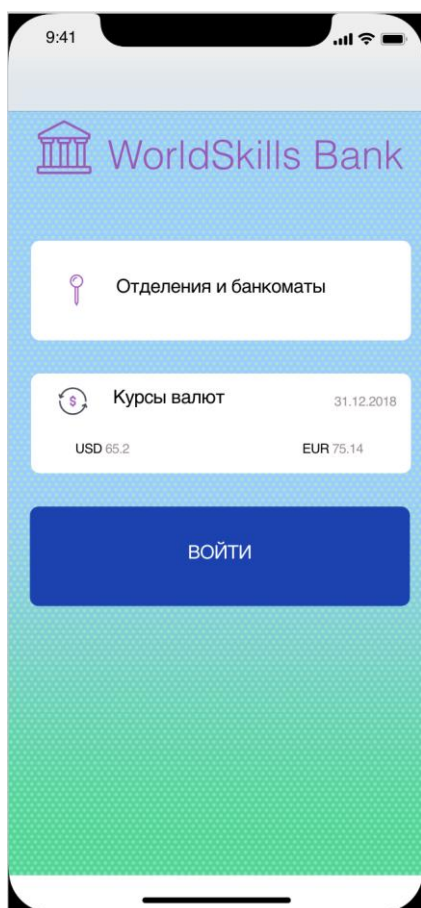 9:41
WorldSkills Bank
Отделения и банкоматы
$ Курсы валют 31.12.2018
USD 65.2 EUR 75.14
ВОЙТИ